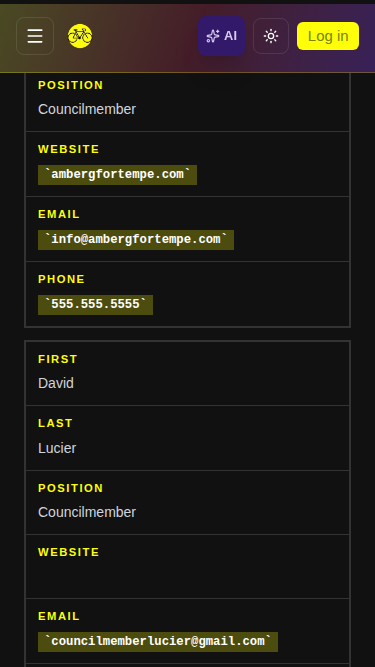 AI
Log in
POSITION
Councilmember
WEBSITE
`ambergfortempe.com`
EMAIL
`info@ambergfortempe.com`
PHONE
`555.555.5555`
FIRST
David
LAST
Lucier
POSITION
Councilmember
WEBSITE
EMAIL
`councilmemberlucier@gmail.com`